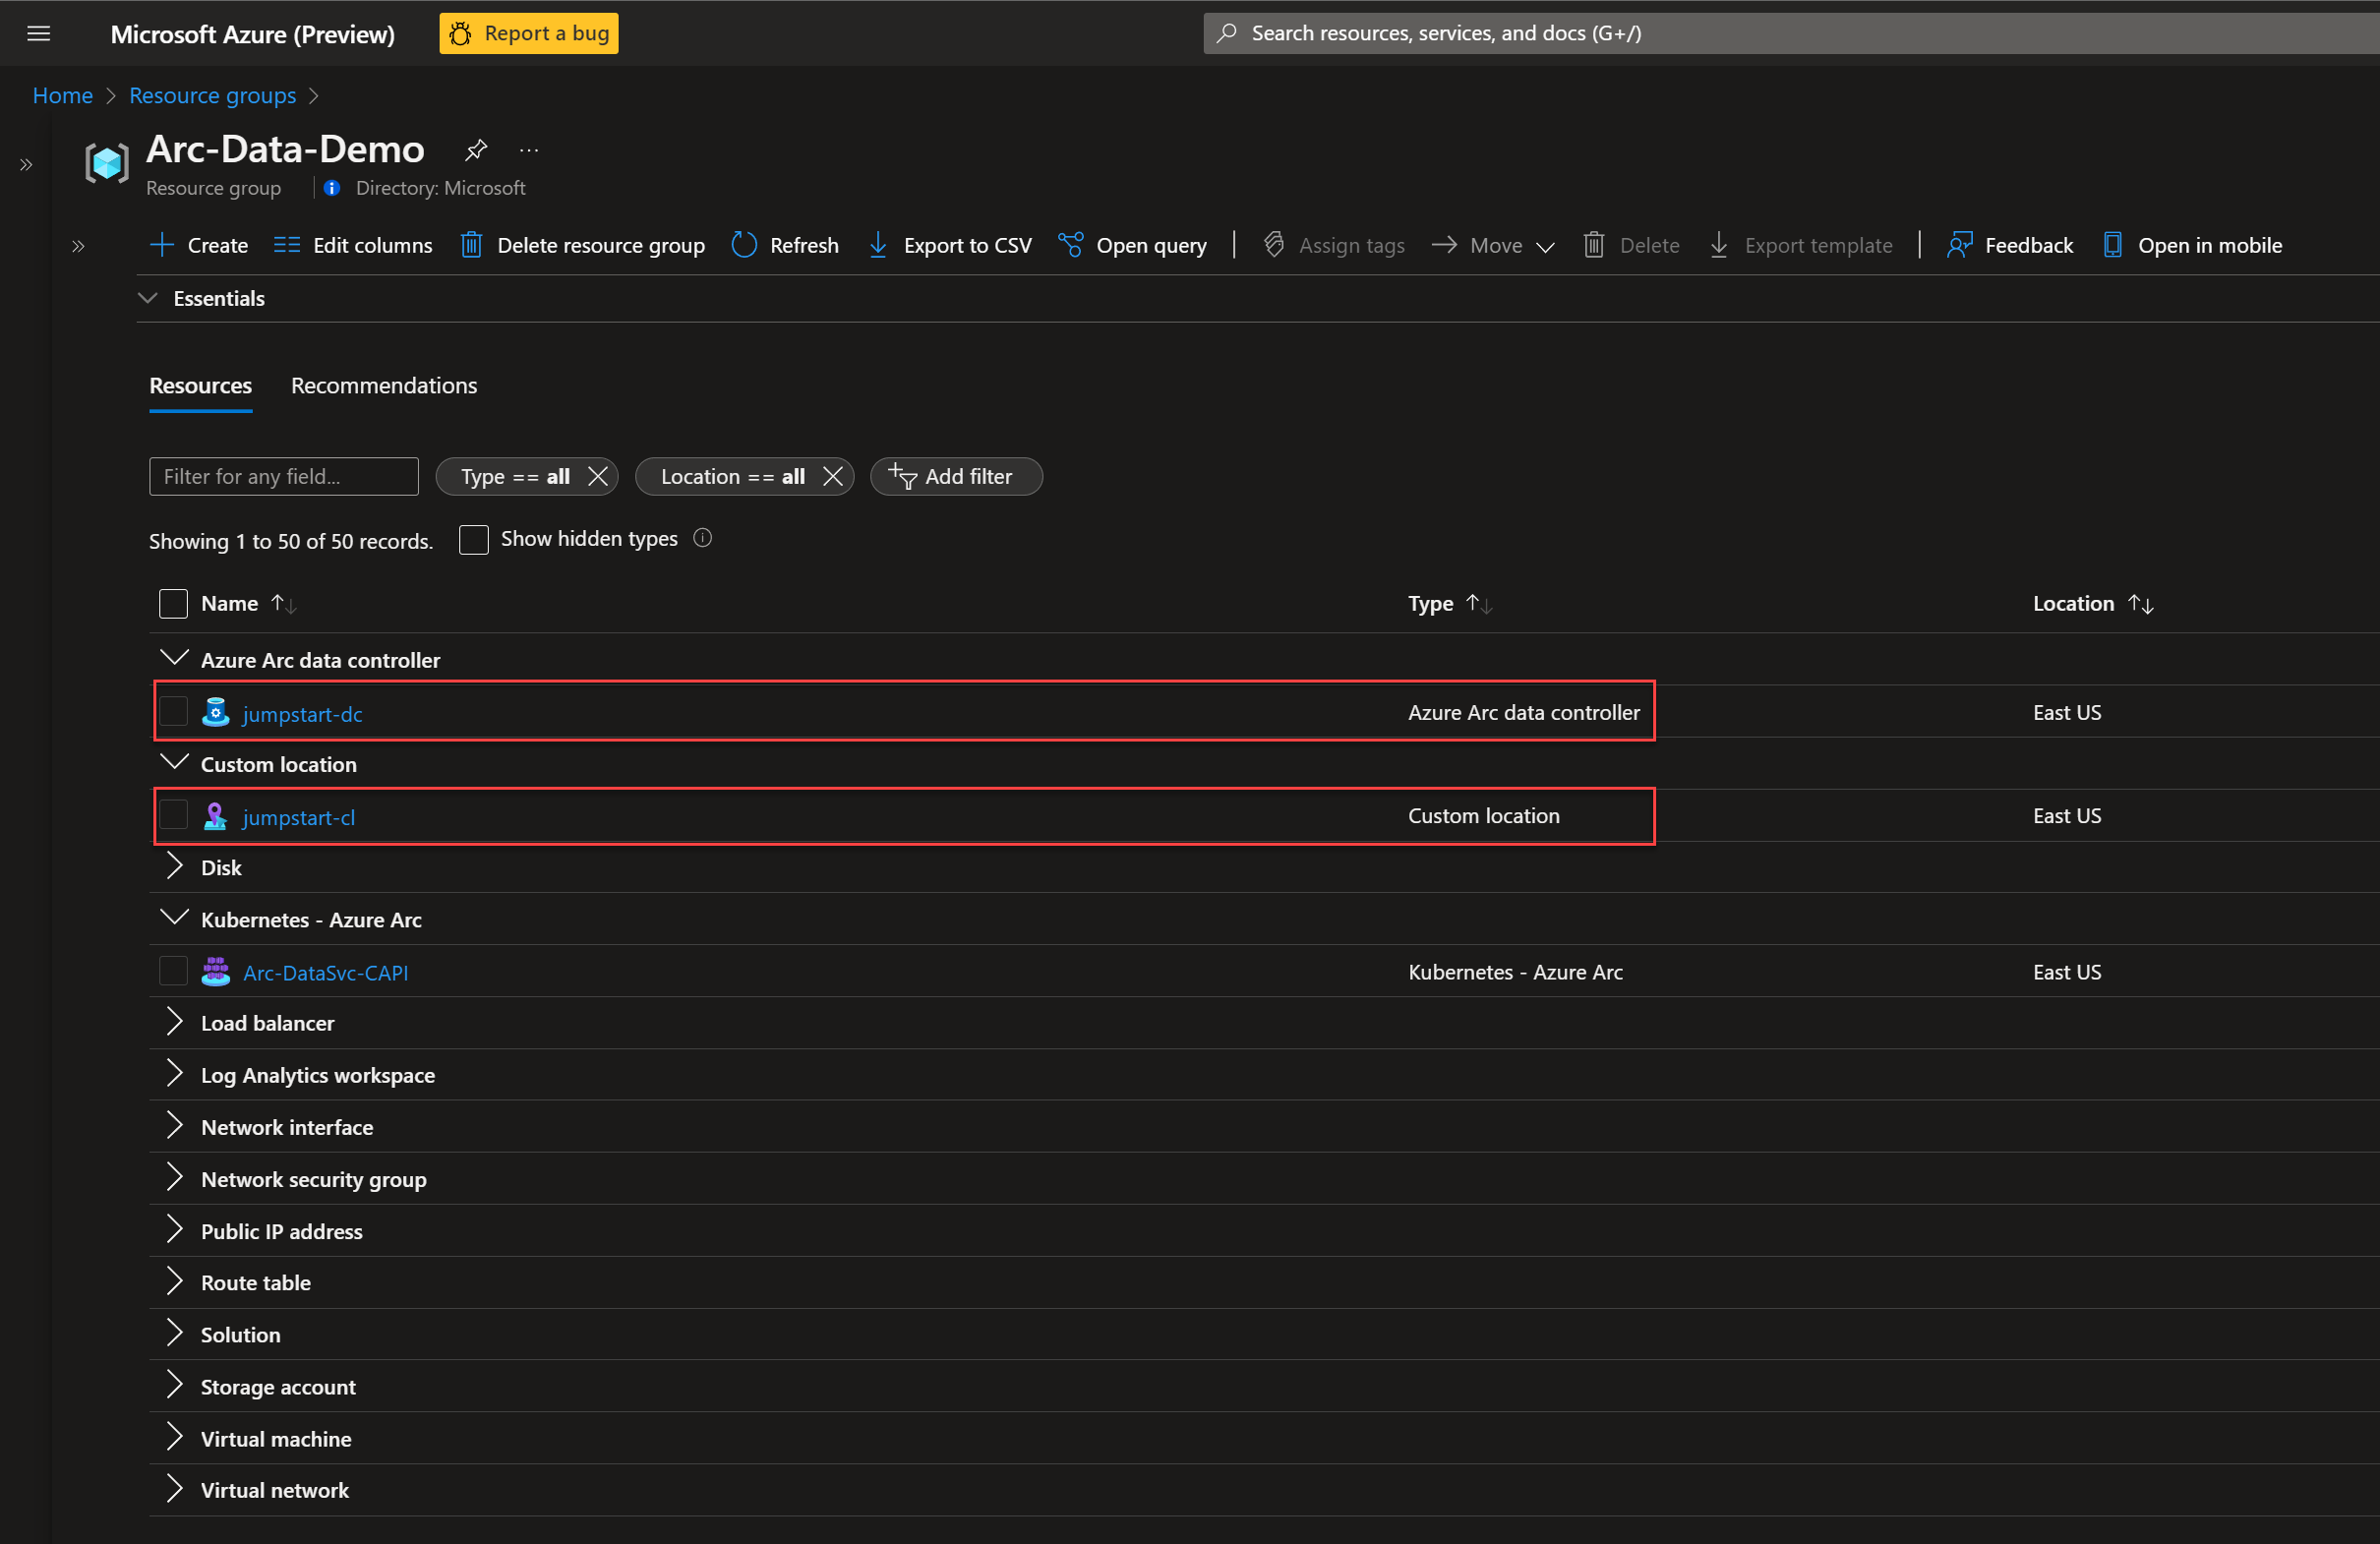 Microsoft Azure (Preview) Report a bug Search resources, services, and docs (G+/)
Home > Resource groups >
Arc-Data-Demo ...
Resource group Directory: Microsoft
Create Edit columns Delete resource group Refresh Export to CSV Open query Assign tags Move Delete Export template Feedback Open in mobile
Essentials
Resources Recommendations
Filter for any field... Type == all Location == all Add filter
Showing 1 to 50 of 50 records. Show hidden types
Name Type Location
Azure Arc data controller
jumpstart-dc Azure Arc data controller East US
Custom location
jumpstart-cl Custom location East US
Disk
Kubernetes - Azure Arc
Arc-DataSvc-CAPI Kubernetes - Azure Arc East US
Load balancer
Log Analytics workspace
Network interface
Network security group
Public IP address
Route table
Solution
Storage account
Virtual machine
Virtual network